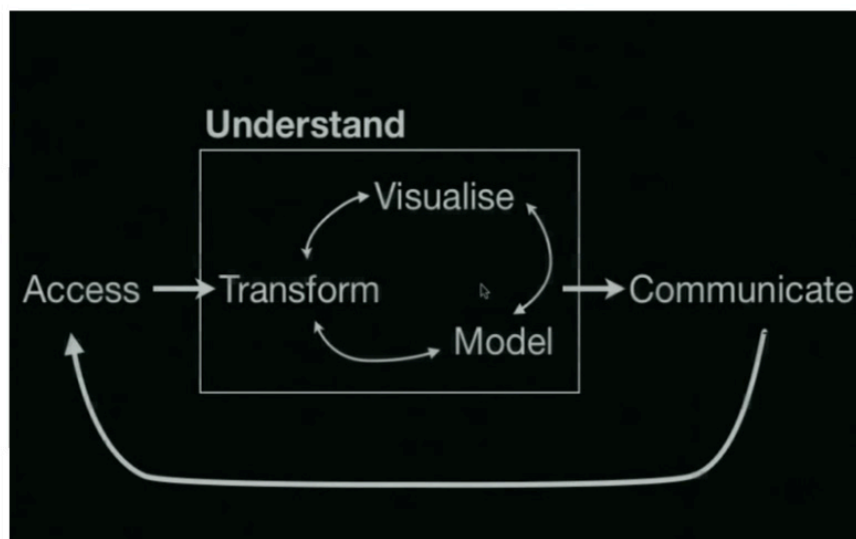 Understand
Visualise
Access
Transform
Communicate
Model